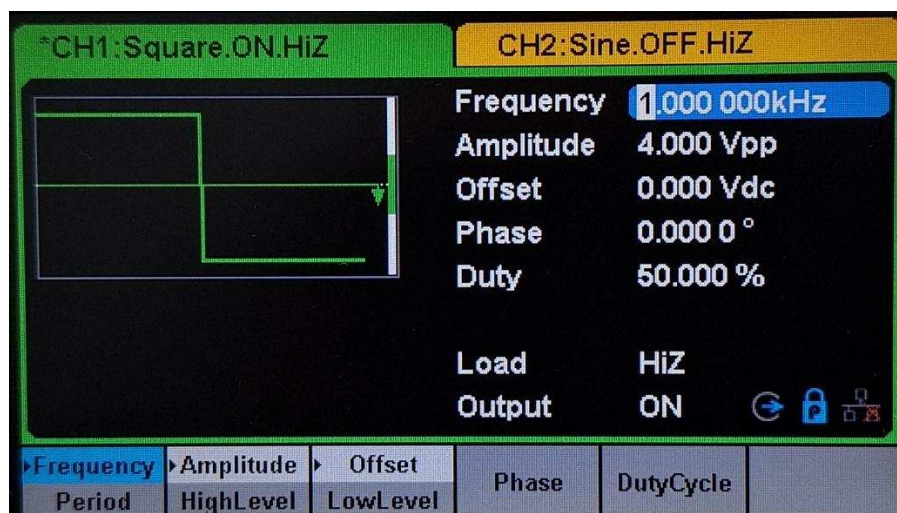 *CH1:Square.ON.HiZ
CH2:Sine.OFF.HiZ
Frequency 1.000 000kHz
Amplitude 4.000 Vpp
Offset 0.000 Vdc
Phase 0.000 0 °
Duty 50.000 %
Load HiZ
Output ON
Frequency Amplitude Offset Phase DutyCycle
Period HighLevel LowLevel